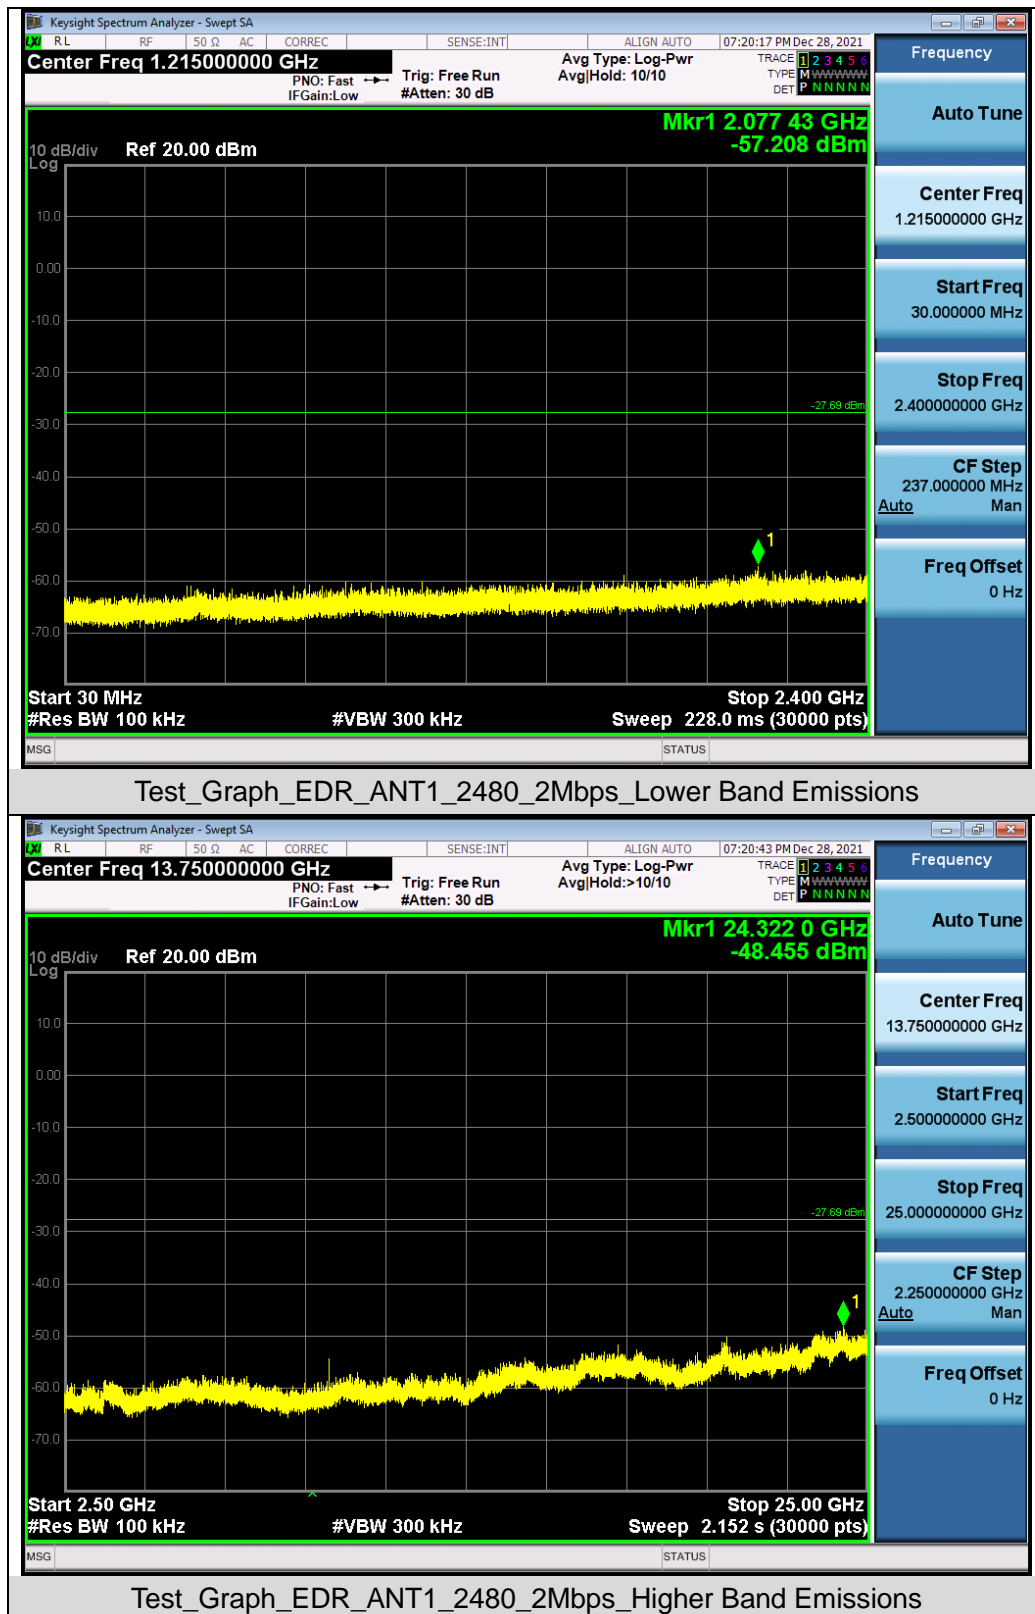 Keysight Spectrum Analyzer - Swept SA
LXI RL RF 50 Ω AC CORREC SENSE:INT ALIGN AUTO 07:20:17 PM Dec 28, 2021
Center Freq 1.215000000 GHz
PNO: Fast
IFGain:Low
Trig: Free Run
#Atten: 30 dB
Avg Type: Log-Pwr
Avg|Hold: 10/10
TRACE 1 2 3 4 5 6
TYPE M WWWWW
DET P N N N N N
Mkr1 2.077 43 GHz
-57.208 dBm
10 dB/div Ref 20.00 dBm
Log
10.0
0.00
-10.0
-20.0
-27.69 dBm
-30.0
-40.0
-50.0
1
-60.0
-70.0
Start 30 MHz Stop 2.400 GHz
#Res BW 100 kHz #VBW 300 kHz Sweep 228.0 ms (30000 pts)
MSG STATUS
Frequency
Auto Tune
Center Freq
1.215000000 GHz
Start Freq
30.000000 MHz
Stop Freq
2.400000000 GHz
CF Step
237.000000 MHz
Auto Man
Freq Offset
0 Hz
Test_Graph_EDR_ANT1_2480_2Mbps_Lower Band Emissions
Keysight Spectrum Analyzer - Swept SA
LXI RL RF 50 Ω AC CORREC SENSE:INT ALIGN AUTO 07:20:43 PM Dec 28, 2021
Center Freq 13.750000000 GHz
PNO: Fast
IFGain:Low
Trig: Free Run
#Atten: 30 dB
Avg Type: Log-Pwr
Avg|Hold:>10/10
TRACE 1 2 3 4 5 6
TYPE M WWWWW
DET P N N N N N
Mkr1 24.322 0 GHz
-48.455 dBm
10 dB/div Ref 20.00 dBm
Log
10.0
0.00
-10.0
-20.0
-27.69 dBm
-30.0
-40.0
1
-50.0
-60.0
-70.0
Start 2.50 GHz Stop 25.00 GHz
#Res BW 100 kHz #VBW 300 kHz Sweep 2.152 s (30000 pts)
MSG STATUS
Frequency
Auto Tune
Center Freq
13.750000000 GHz
Start Freq
2.500000000 GHz
Stop Freq
25.000000000 GHz
CF Step
2.250000000 GHz
Auto Man
Freq Offset
0 Hz
Test_Graph_EDR_ANT1_2480_2Mbps_Higher Band Emissions